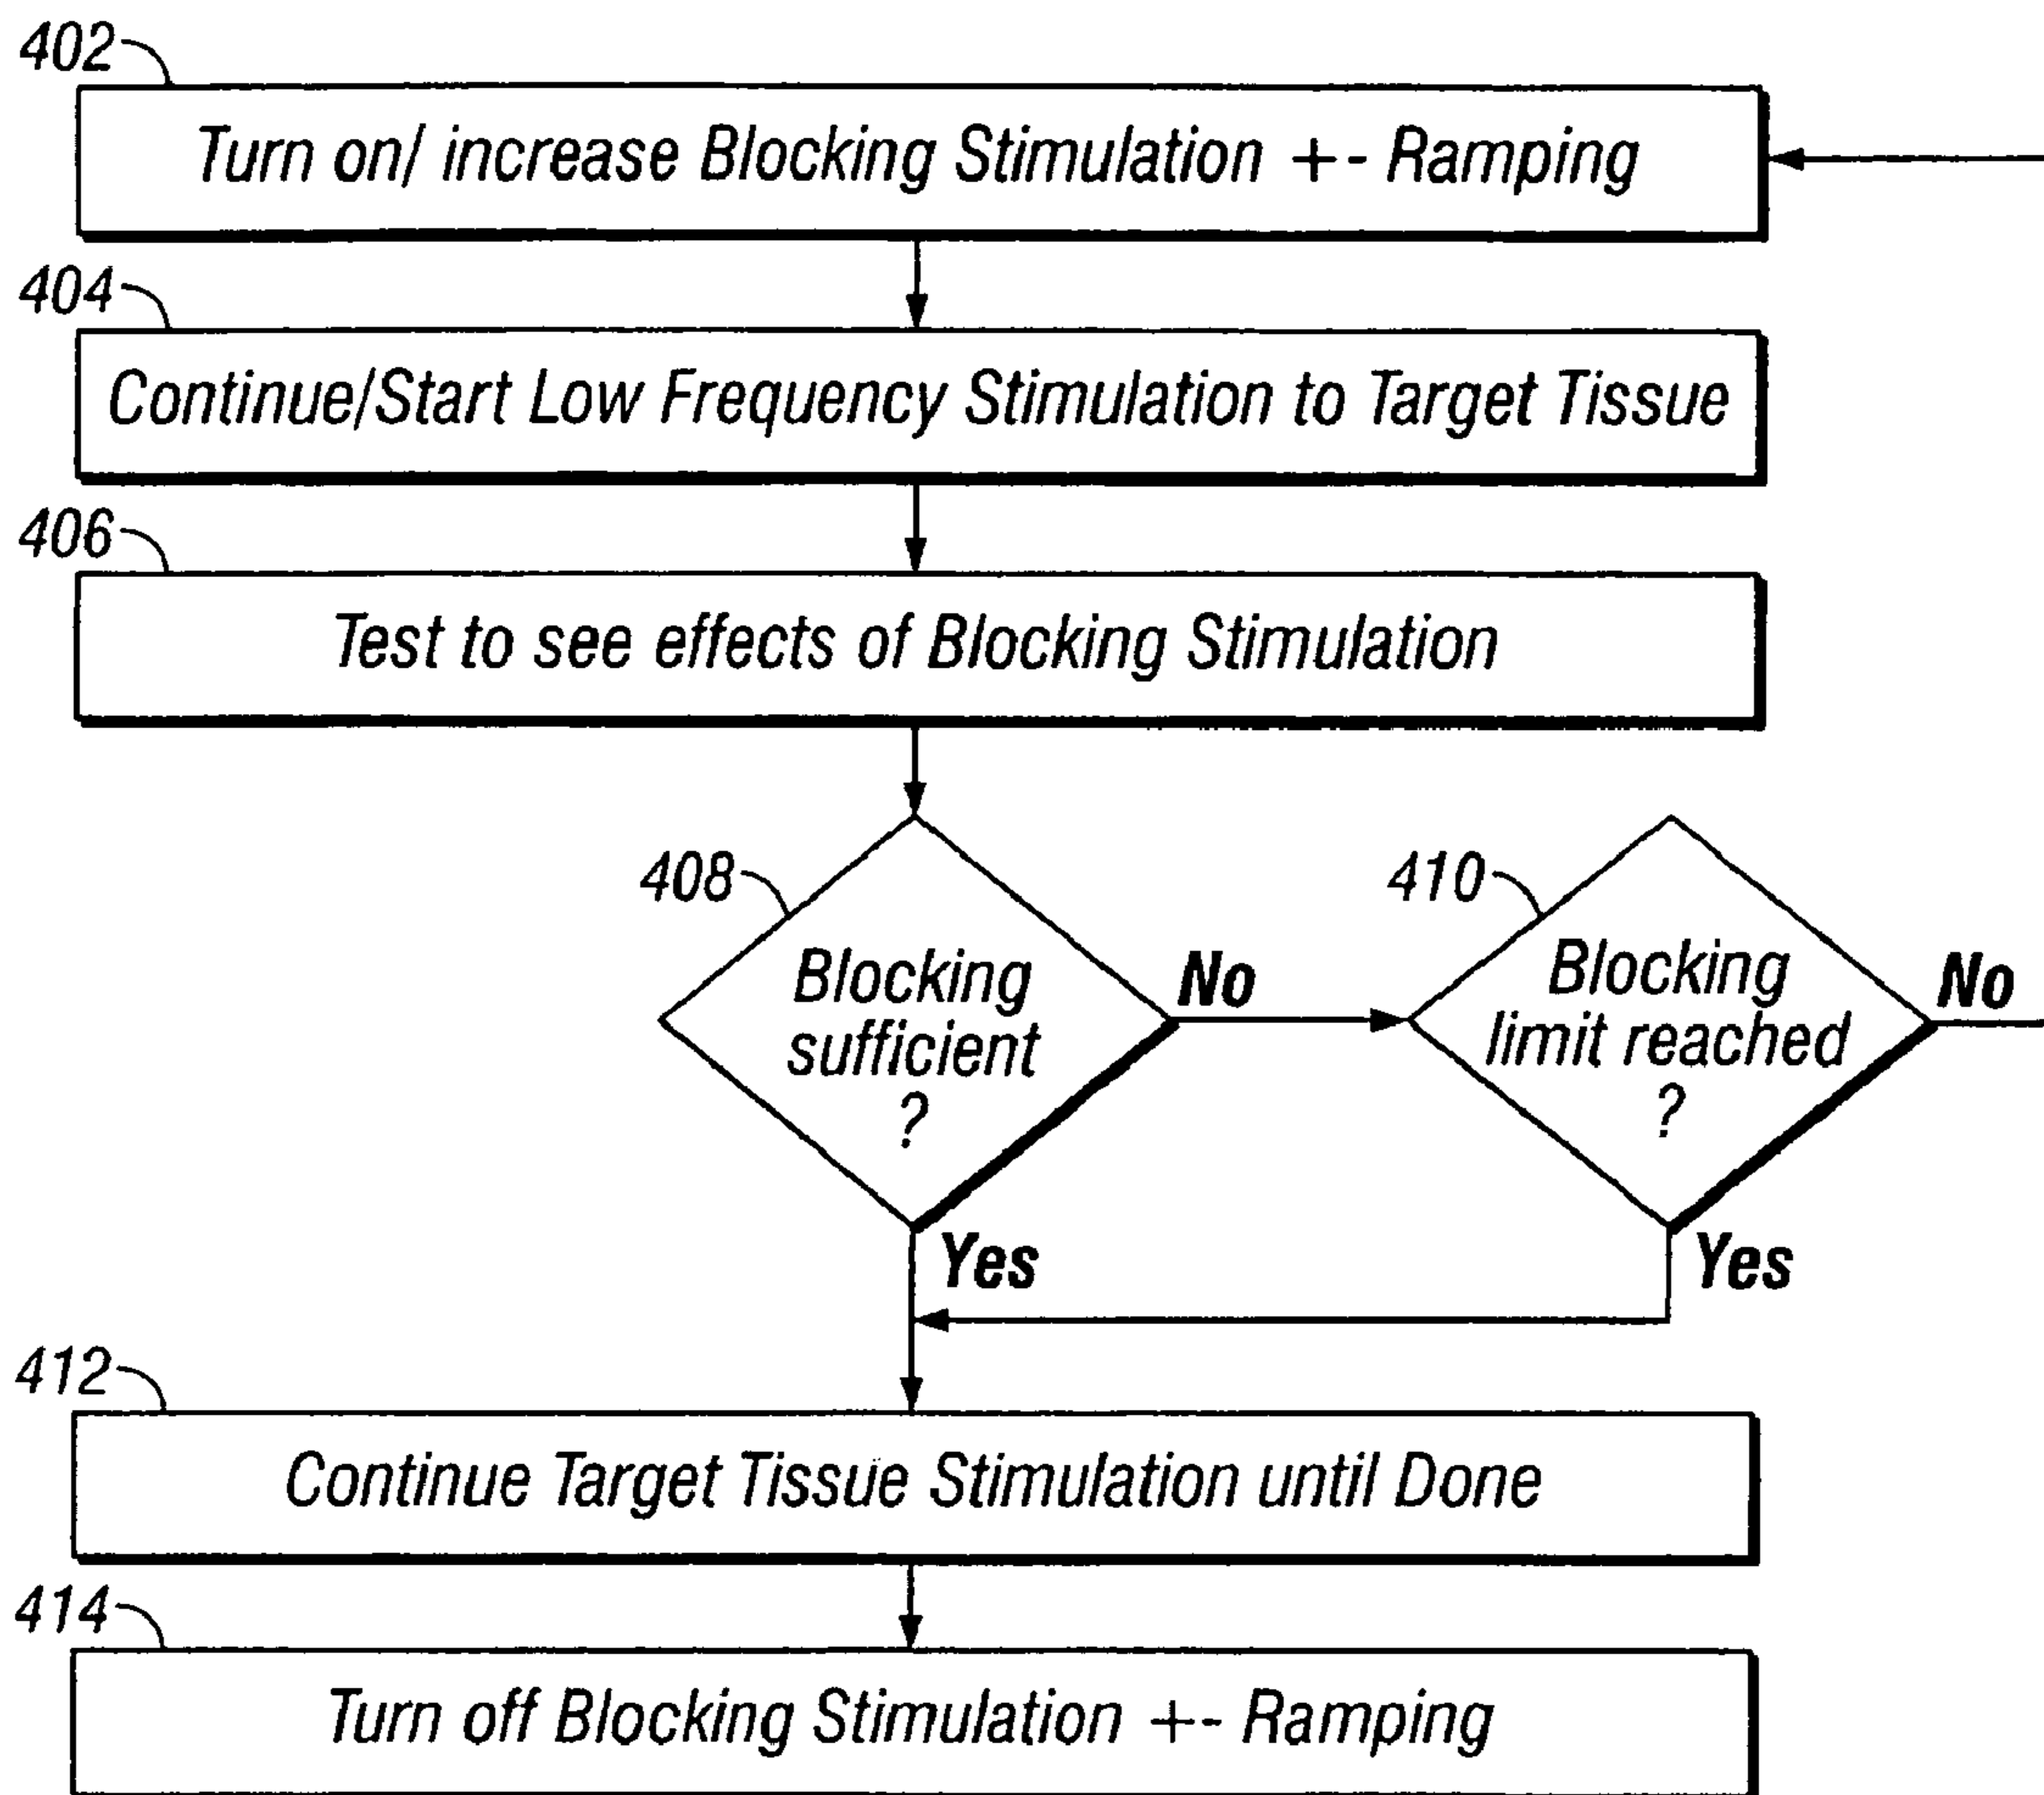 402
Turn on/ increase Blocking Stimulation +- Ramping
404
Continue/Start Low Frequency Stimulation to Target Tissue
406
Test to see effects of Blocking Stimulation
408
Blocking
sufficient
?
No
Yes
410
Blocking
limit reached
?
No
Yes
412
Continue Target Tissue Stimulation until Done
414
Turn off Blocking Stimulation +- Ramping